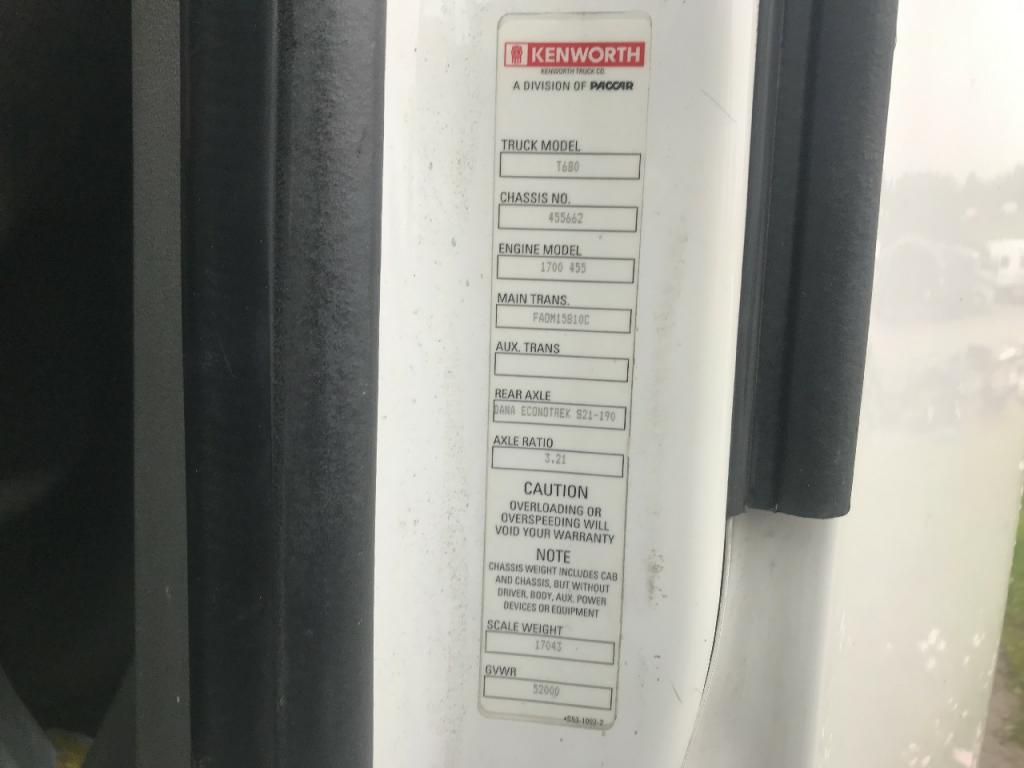 KENWORTH
KENWORTH TRUCK CO.
A DIVISION OF PACCAR
TRUCK MODEL
T680
CHASSIS NO.
455662
ENGINE MODEL
1700 455
MAIN TRANS.
FAOM15810C
AUX. TRANS
REAR AXLE
DANA ECONOTREK S21-190
AXLE RATIO
3.21
CAUTION
OVERLOADING OR
OVERSPEEDING WILL
VOID YOUR WARRANTY
NOTE
CHASSIS WEIGHT INCLUDES CAB
AND CHASSIS, BUT WITHOUT
DRIVER, BODY, AUX. POWER
DEVICES OR EQUIPMENT
SCALE WEIGHT
17043
GVWR
52000